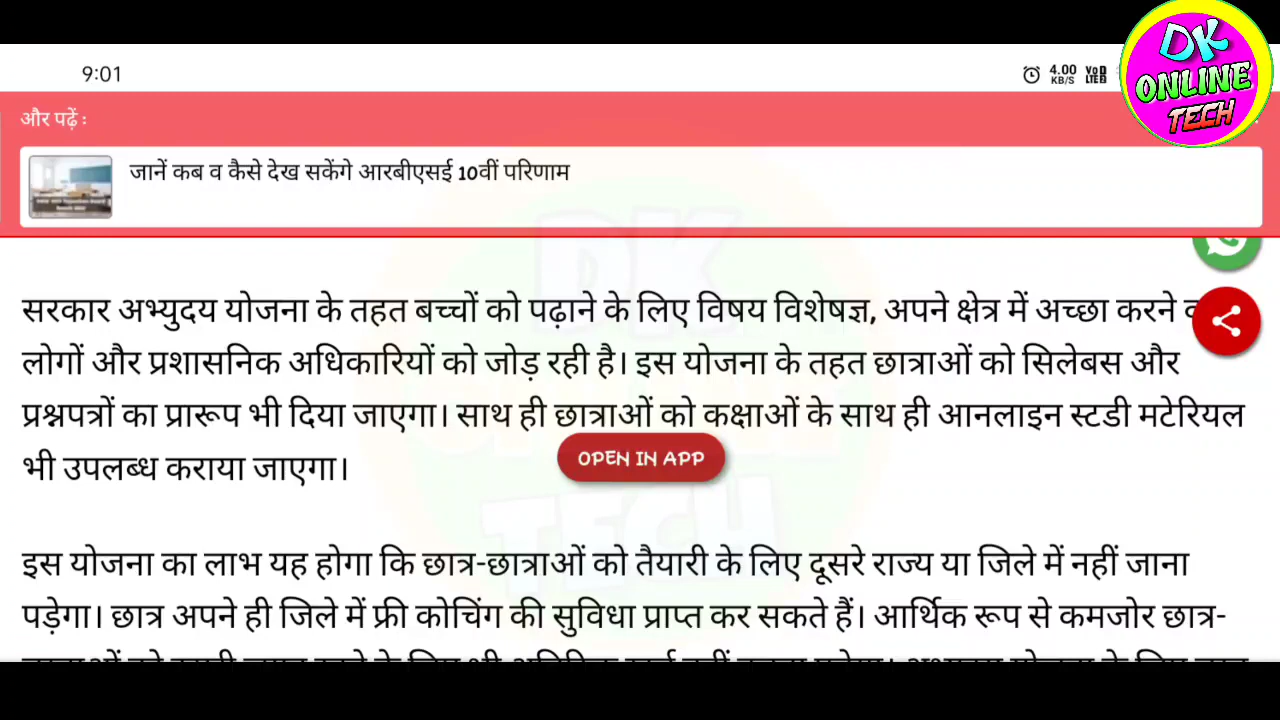 9:01
4.00
KB/S
Vo
LTE 2
DK
ONLINE
TECH
और पढ़ें :
जानें कब व कैसे देख सकेंगे आरबीएसई 10वीं परिणाम
सरकार अभ्युदय योजना के तहत बच्चों को पढ़ाने के लिए विषय विशेषज्ञ, अपने क्षेत्र में अच्छा करने
लोगों और प्रशासनिक अधिकारियों को जोड़ रही है। इस योजना के तहत छात्राओं को सिलेबस और
प्रश्नपत्रों का प्रारूप भी दिया जाएगा। साथ ही छात्राओं को कक्षाओं के साथ ही आनलाइन स्टडी मटेरियल
भी उपलब्ध कराया जाएगा।
OPEN IN APP
इस योजना का लाभ यह होगा कि छात्र-छात्राओं को तैयारी के लिए दूसरे राज्य या जिले में नहीं जाना
पड़ेगा। छात्र अपने ही जिले में फ्री कोचिंग की सुविधा प्राप्त कर सकते हैं। आर्थिक रूप से कमजोर छात्र-